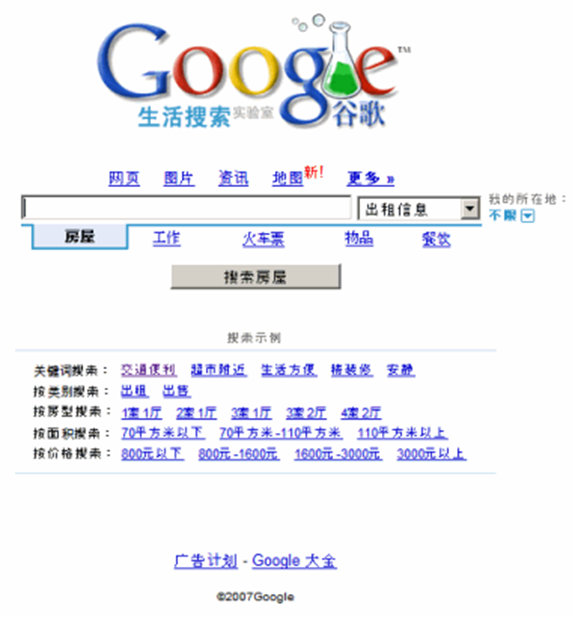 Google™
生活搜索 实验室 谷歌
网页 图片 资讯 地图 新! 更多 »
出租信息 我的所在地：
不限
房屋 工作 火车票 物品 餐饮
搜索房屋
搜索示例
关键词搜索： 交通便利 超市附近 生活方便 精装修 安静
按类别搜索： 出租 出售
按房型搜索： 1室1厅 2室1厅 3室1厅 3室2厅 4室2厅
按面积搜索： 70平方米以下 70平方米-110平方米 110平方米以上
按价格搜索： 800元以下 800元-1600元 1600元-3000元 3000元以上
广告计划 - Google 大全
©2007Google